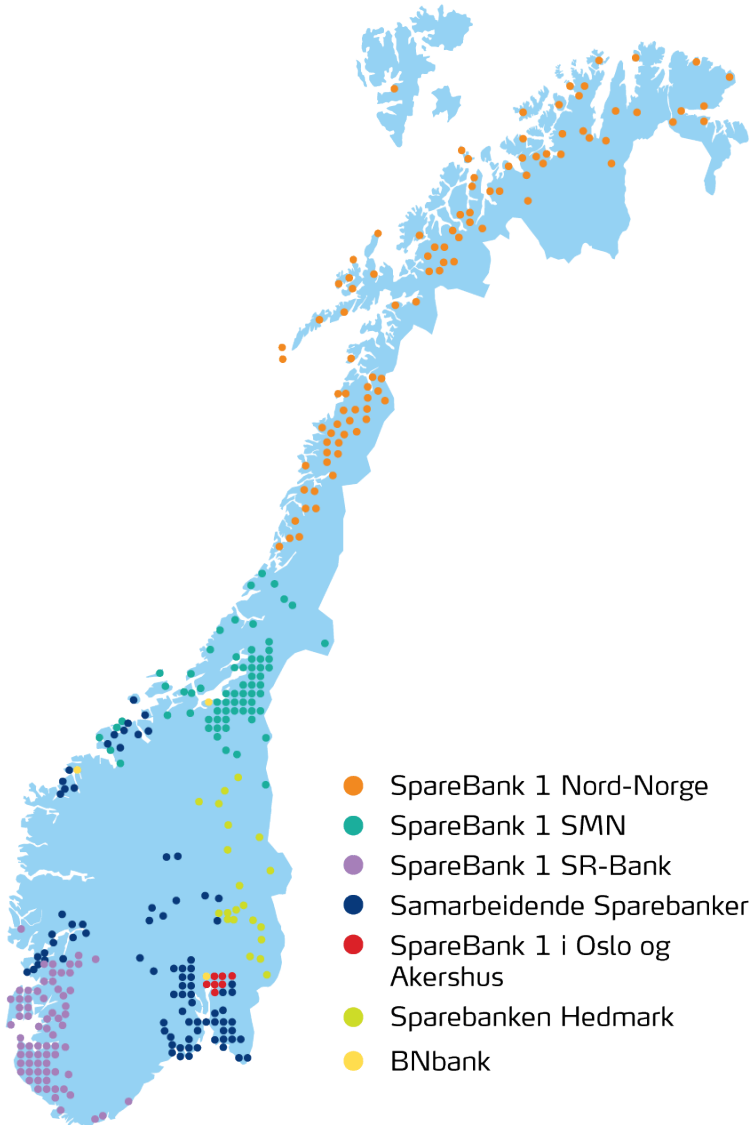 SpareBank 1 Nord-Norge
SpareBank 1 SMN
SpareBank 1 SR-Bank
Samarbeidende Sparebanker
SpareBank 1 i Oslo og
Akershus
Sparebanken Hedmark
BNbank